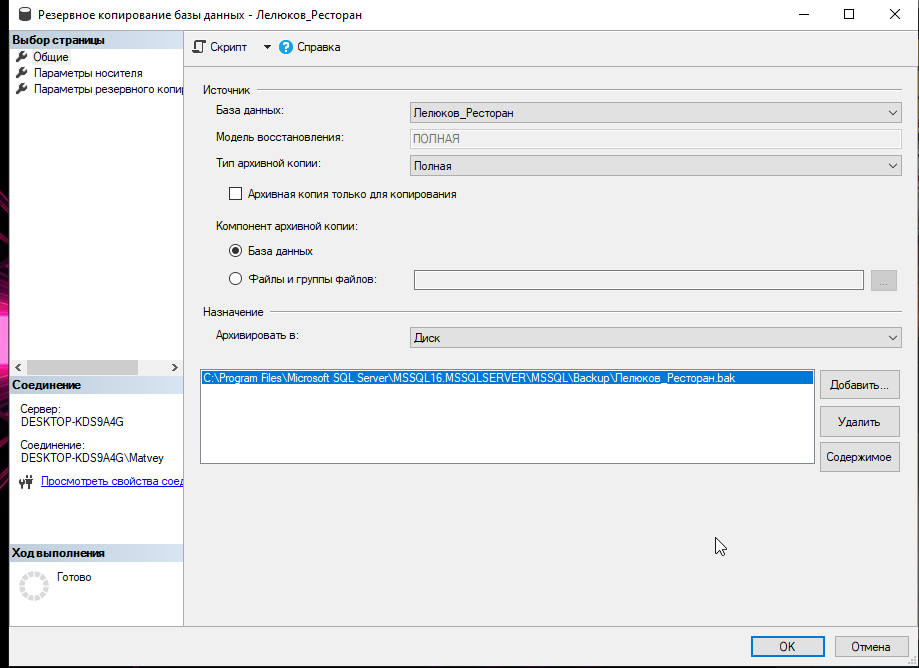 Резервное копирование базы данных - Лелюков_Ресторан
Выбор страницы
Общие
Параметры носителя
Параметры резервного копи
Скрипт
Справка
Источник
База данных:
Лелюков_Ресторан
Модель восстановления:
ПОЛНАЯ
Тип архивной копии:
Полная
Архивная копия только для копирования
Компонент архивной копии:
База данных
Файлы и группы файлов:
...
Назначение
Архивировать в:
Диск
C:\Program Files\Microsoft SQL Server\MSSQL16.MSSQLSERVER\MSSQL\Backup\Лелюков_Ресторан.bak
Добавить...
Удалить
Содержимое
Соединение
Сервер:
DESKTOP-KDS9A4G
Соединение:
DESKTOP-KDS9A4G\Matvey
Просмотреть свойства соед
Ход выполнения
Готово
OK
Отмена